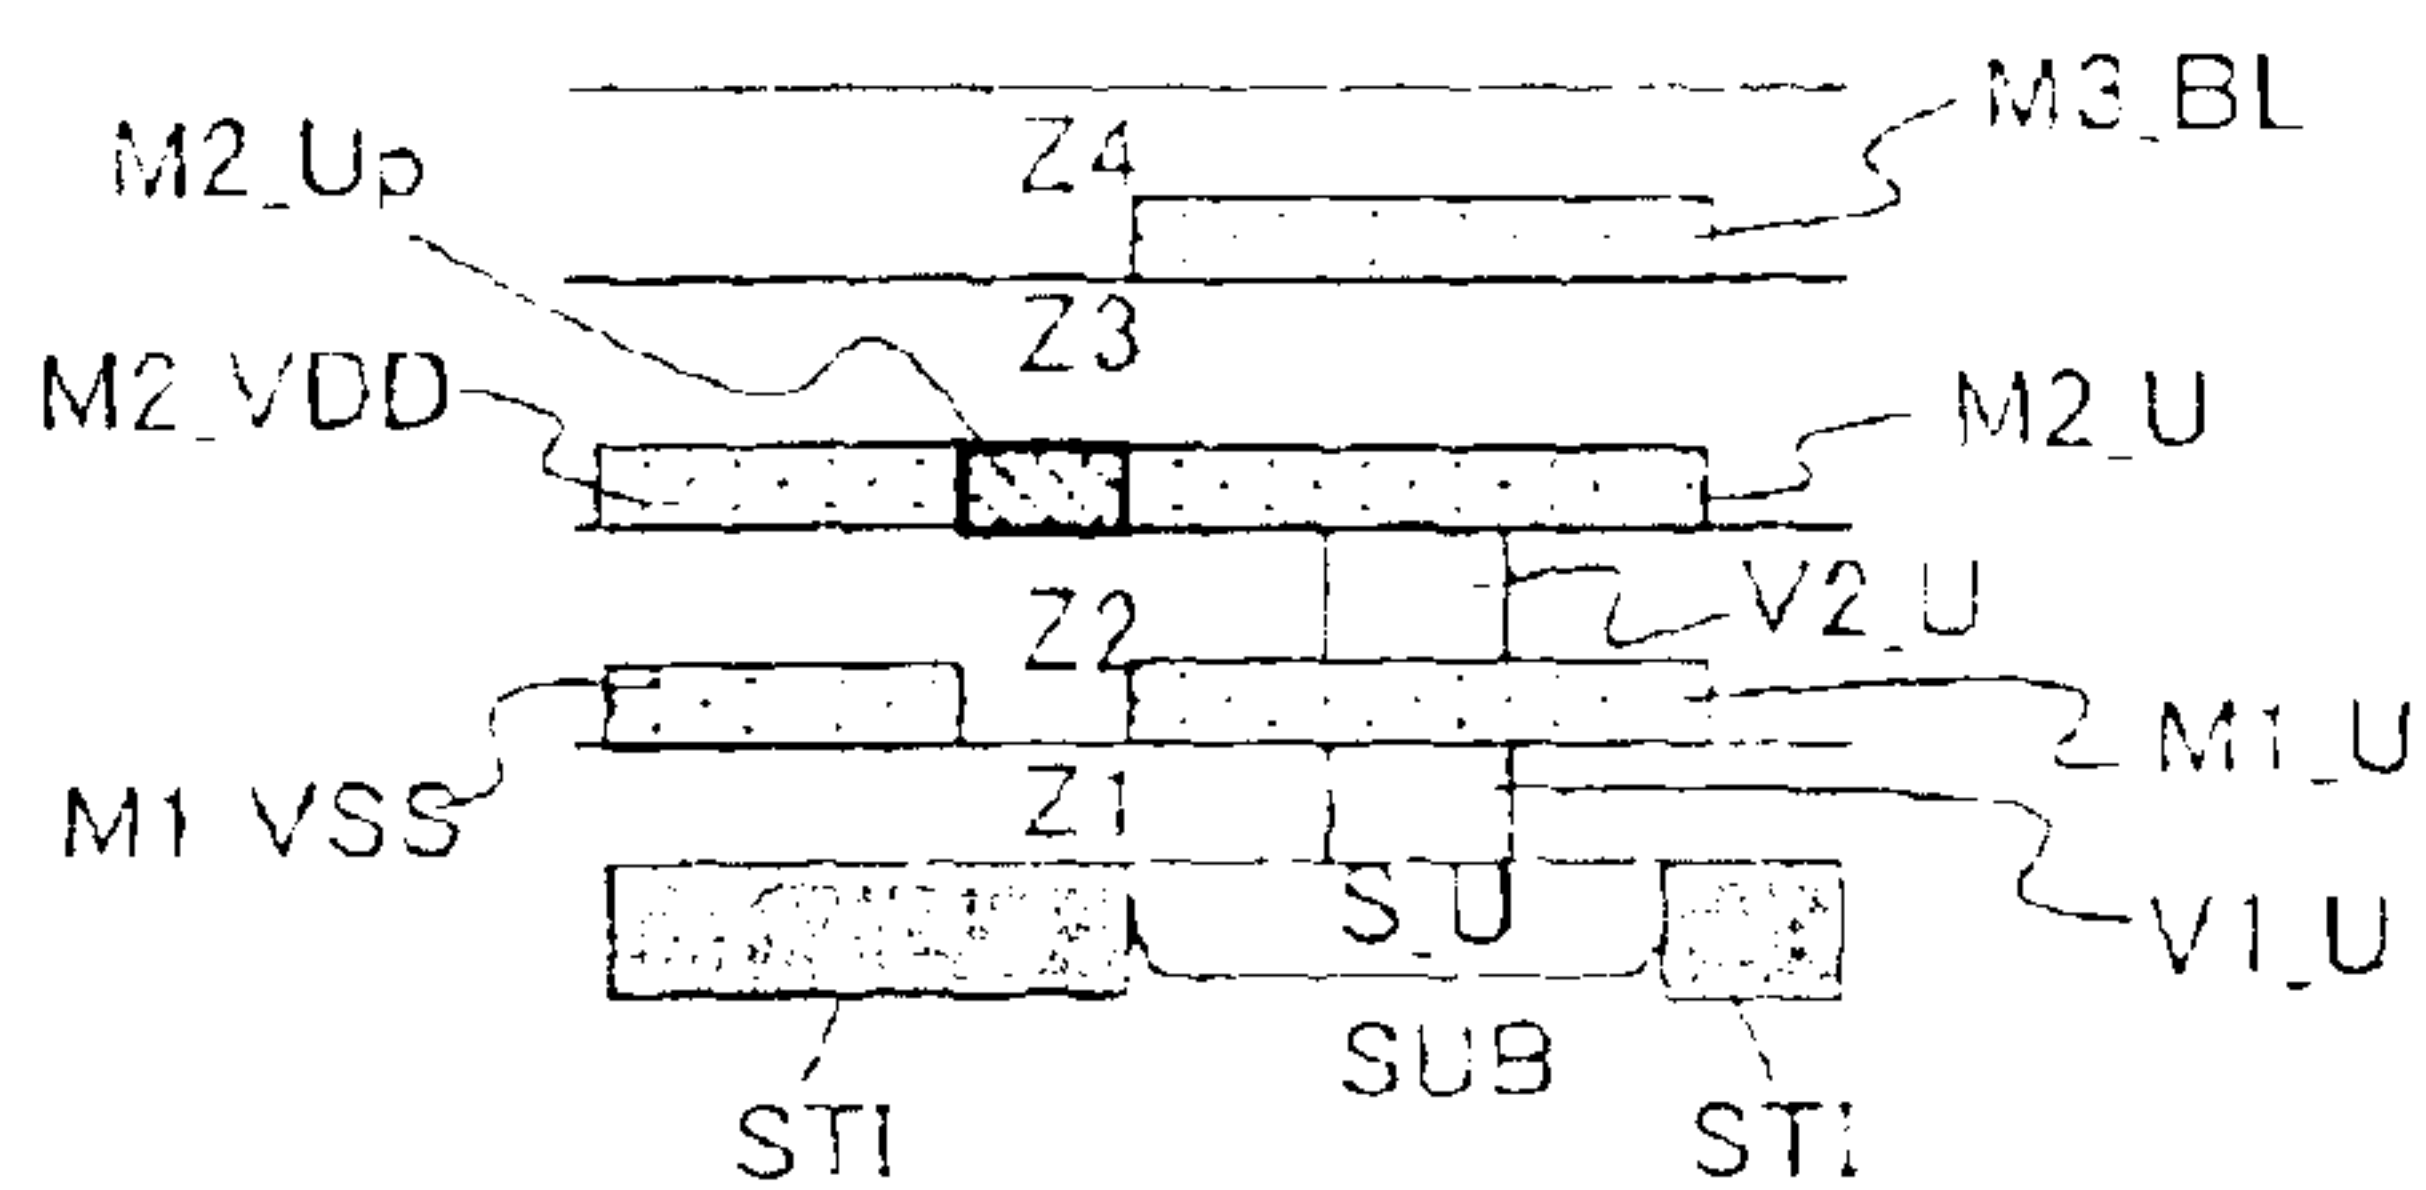 M3_BL
Z4
M2_Up
Z3
M2_VDD
M2_U
V2_U
Z2
M1_U
Z1
M1 VSS
S_U
V1_U
SUB
STI
STI